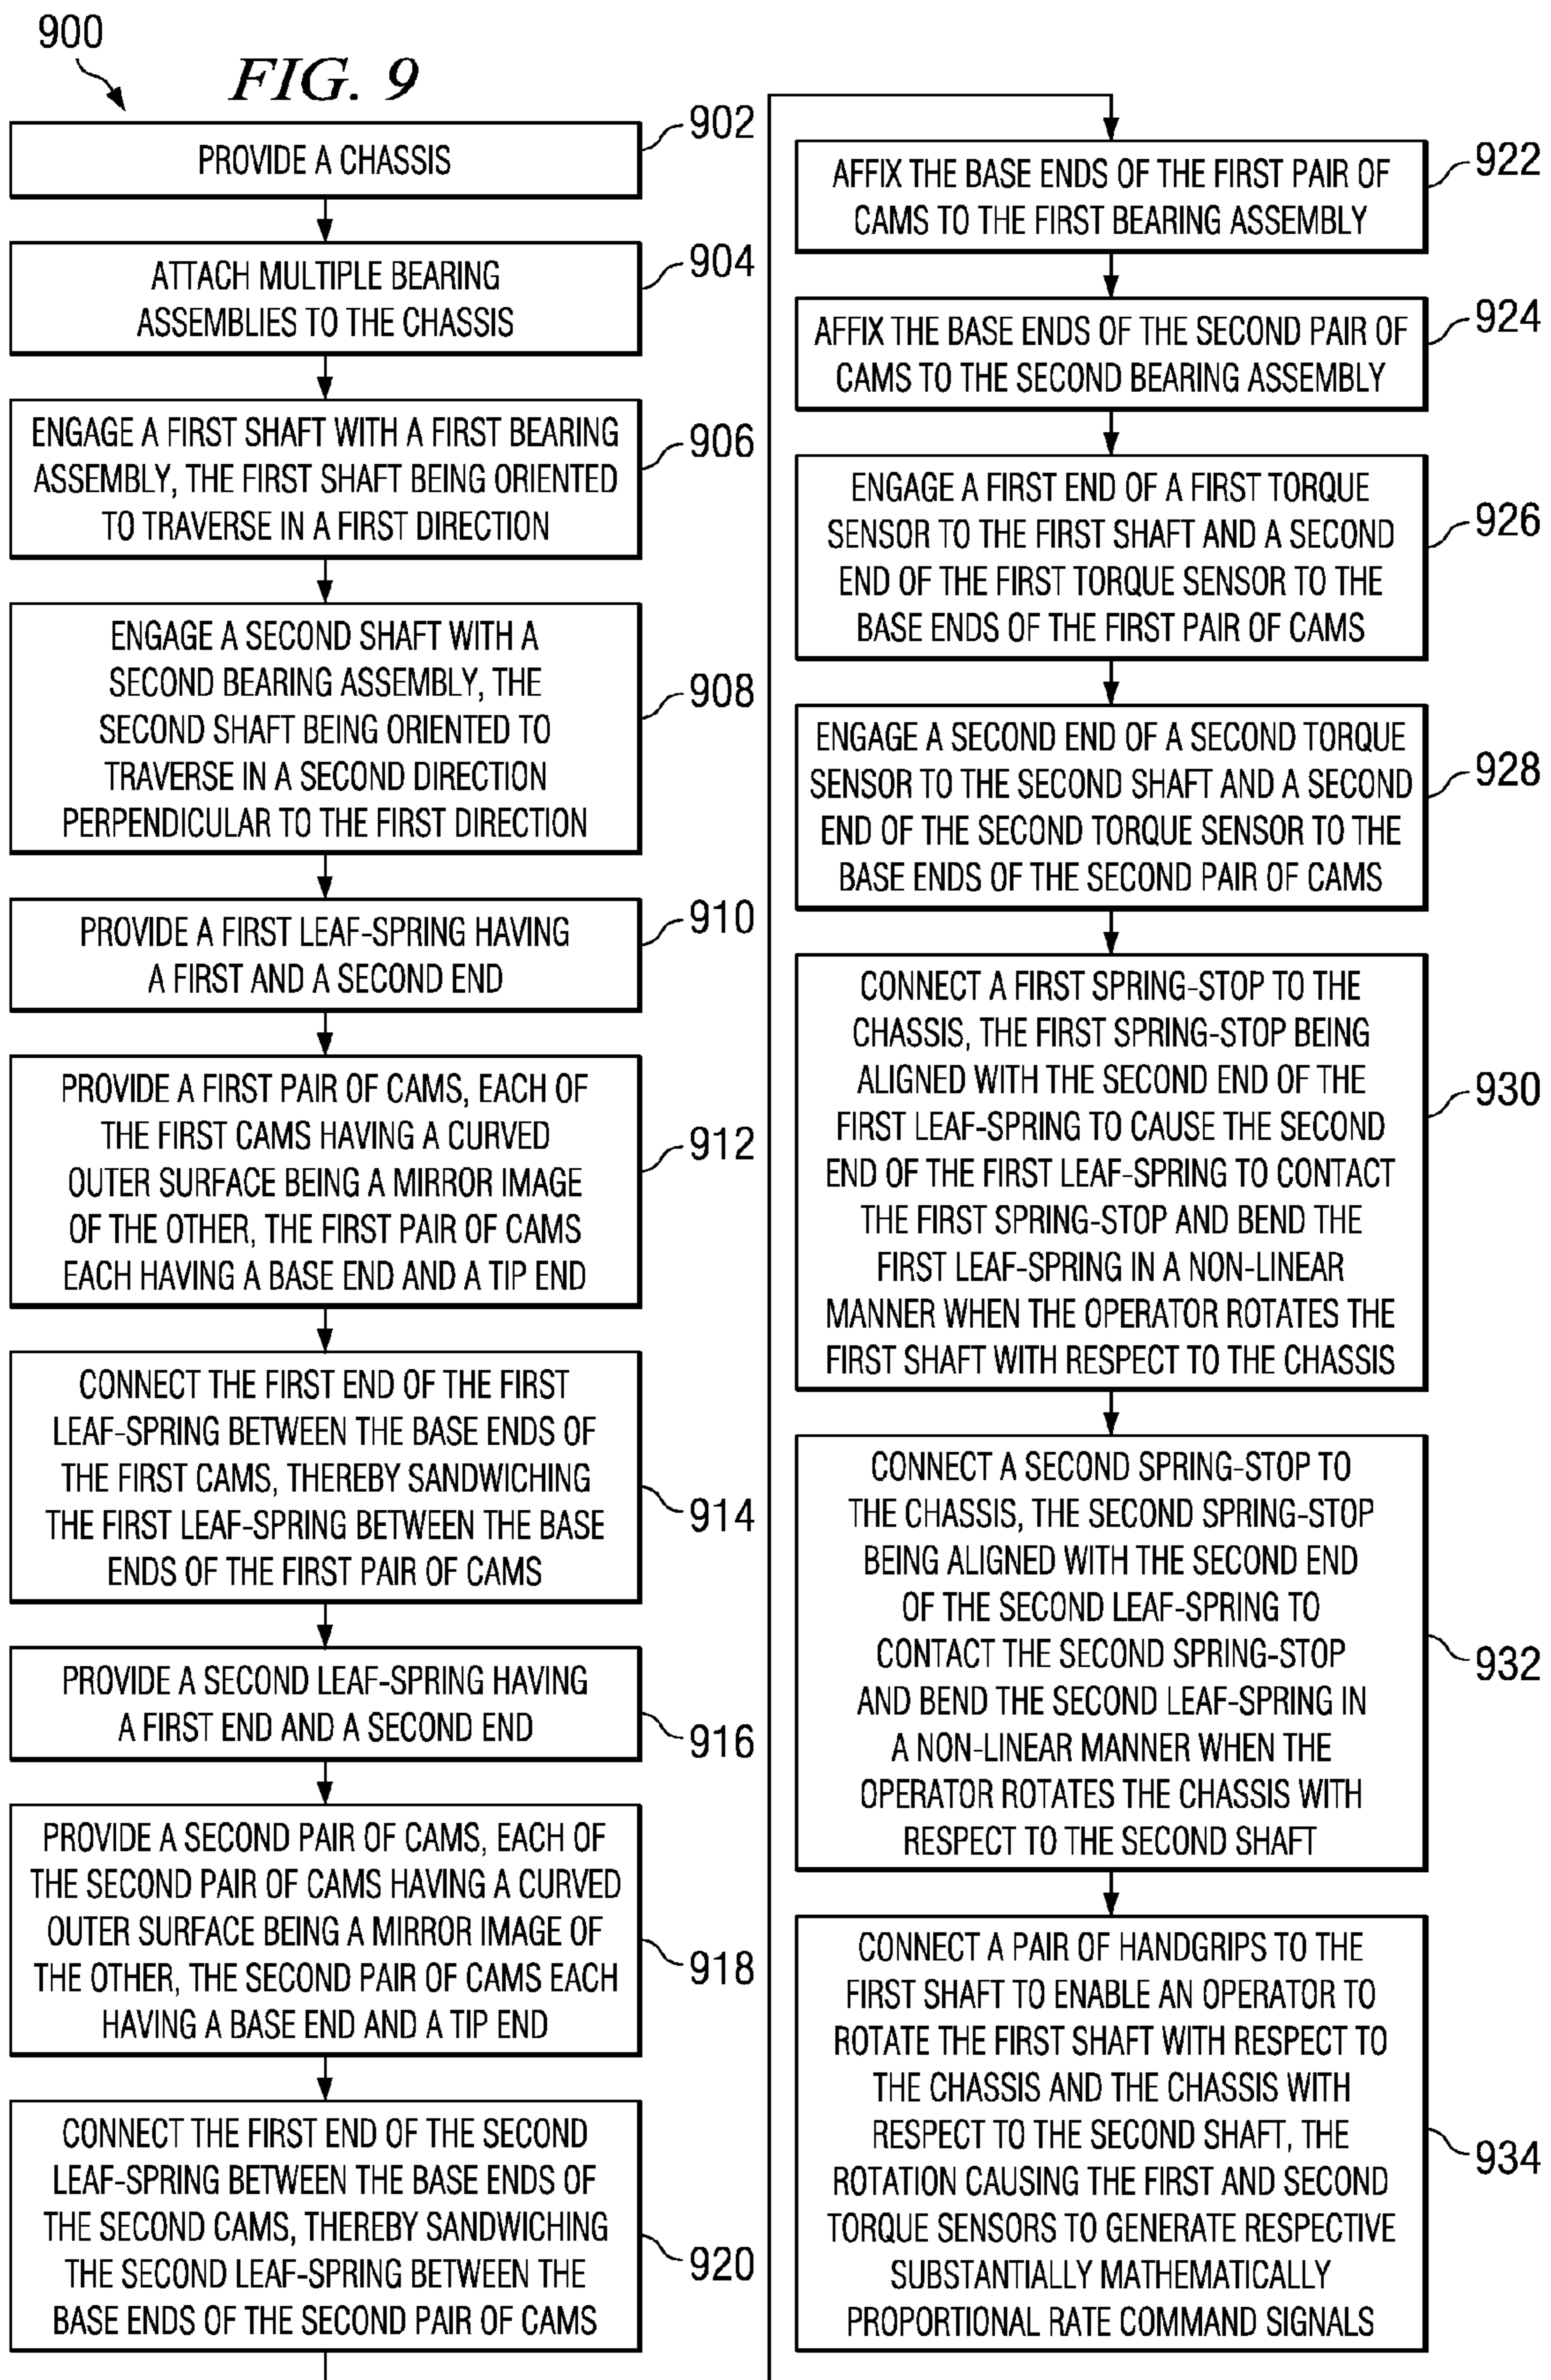 900
FIG. 9
PROVIDE A CHASSIS
902
ATTACH MULTIPLE BEARING
ASSEMBLIES TO THE CHASSIS
904
ENGAGE A FIRST SHAFT WITH A FIRST BEARING
ASSEMBLY, THE FIRST SHAFT BEING ORIENTED
TO TRAVERSE IN A FIRST DIRECTION
906
ENGAGE A SECOND SHAFT WITH A
SECOND BEARING ASSEMBLY, THE
SECOND SHAFT BEING ORIENTED TO
TRAVERSE IN A SECOND DIRECTION
PERPENDICULAR TO THE FIRST DIRECTION
908
PROVIDE A FIRST LEAF-SPRING HAVING
A FIRST AND A SECOND END
910
PROVIDE A FIRST PAIR OF CAMS, EACH OF
THE FIRST CAMS HAVING A CURVED
OUTER SURFACE BEING A MIRROR IMAGE
OF THE OTHER, THE FIRST PAIR OF CAMS
EACH HAVING A BASE END AND A TIP END
912
CONNECT THE FIRST END OF THE FIRST
LEAF-SPRING BETWEEN THE BASE ENDS OF
THE FIRST CAMS, THEREBY SANDWICHING
THE FIRST LEAF-SPRING BETWEEN THE BASE
ENDS OF THE FIRST PAIR OF CAMS
914
PROVIDE A SECOND LEAF-SPRING HAVING
A FIRST END AND A SECOND END
916
PROVIDE A SECOND PAIR OF CAMS, EACH OF
THE SECOND PAIR OF CAMS HAVING A CURVED
OUTER SURFACE BEING A MIRROR IMAGE OF
THE OTHER, THE SECOND PAIR OF CAMS EACH
HAVING A BASE END AND A TIP END
918
CONNECT THE FIRST END OF THE SECOND
LEAF-SPRING BETWEEN THE BASE ENDS OF
THE SECOND CAMS, THEREBY SANDWICHING
THE SECOND LEAF-SPRING BETWEEN THE
BASE ENDS OF THE SECOND PAIR OF CAMS
920
AFFIX THE BASE ENDS OF THE FIRST PAIR OF
CAMS TO THE FIRST BEARING ASSEMBLY
922
AFFIX THE BASE ENDS OF THE SECOND PAIR OF
CAMS TO THE SECOND BEARING ASSEMBLY
924
ENGAGE A FIRST END OF A FIRST TORQUE
SENSOR TO THE FIRST SHAFT AND A SECOND
END OF THE FIRST TORQUE SENSOR TO THE
BASE ENDS OF THE FIRST PAIR OF CAMS
926
ENGAGE A SECOND END OF A SECOND TORQUE
SENSOR TO THE SECOND SHAFT AND A SECOND
END OF THE SECOND TORQUE SENSOR TO THE
BASE ENDS OF THE SECOND PAIR OF CAMS
928
CONNECT A FIRST SPRING-STOP TO THE
CHASSIS, THE FIRST SPRING-STOP BEING
ALIGNED WITH THE SECOND END OF THE
FIRST LEAF-SPRING TO CAUSE THE SECOND
END OF THE FIRST LEAF-SPRING TO CONTACT
THE FIRST SPRING-STOP AND BEND THE
FIRST LEAF-SPRING IN A NON-LINEAR
MANNER WHEN THE OPERATOR ROTATES THE
FIRST SHAFT WITH RESPECT TO THE CHASSIS
930
CONNECT A SECOND SPRING-STOP TO
THE CHASSIS, THE SECOND SPRING-STOP
BEING ALIGNED WITH THE SECOND END
OF THE SECOND LEAF-SPRING TO
CONTACT THE SECOND SPRING-STOP
AND BEND THE SECOND LEAF-SPRING IN
A NON-LINEAR MANNER WHEN THE
OPERATOR ROTATES THE CHASSIS WITH
RESPECT TO THE SECOND SHAFT
932
CONNECT A PAIR OF HANDGRIPS TO THE
FIRST SHAFT TO ENABLE AN OPERATOR TO
ROTATE THE FIRST SHAFT WITH RESPECT TO
THE CHASSIS AND THE CHASSIS WITH
RESPECT TO THE SECOND SHAFT, THE
ROTATION CAUSING THE FIRST AND SECOND
TORQUE SENSORS TO GENERATE RESPECTIVE
SUBSTANTIALLY MATHEMATICALLY
PROPORTIONAL RATE COMMAND SIGNALS
934